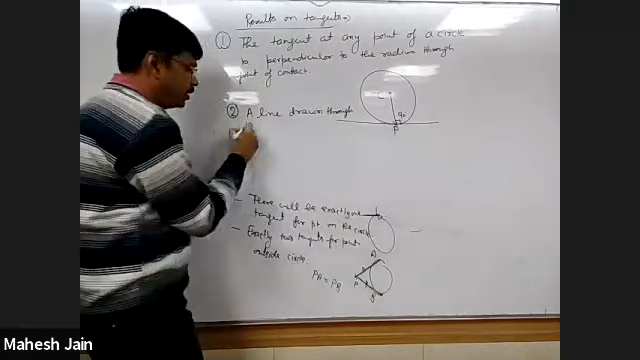 Results on tangents:-
① The tangent at any point of a circle
is perpendicular to the radius through
point of contact.
C
90
P
② A line drawn through
- There will be exactly one
tangent for pt on the circle
- Exactly two tangents for point
outside circle.
A
P
B
PA = PB
Mahesh Jain